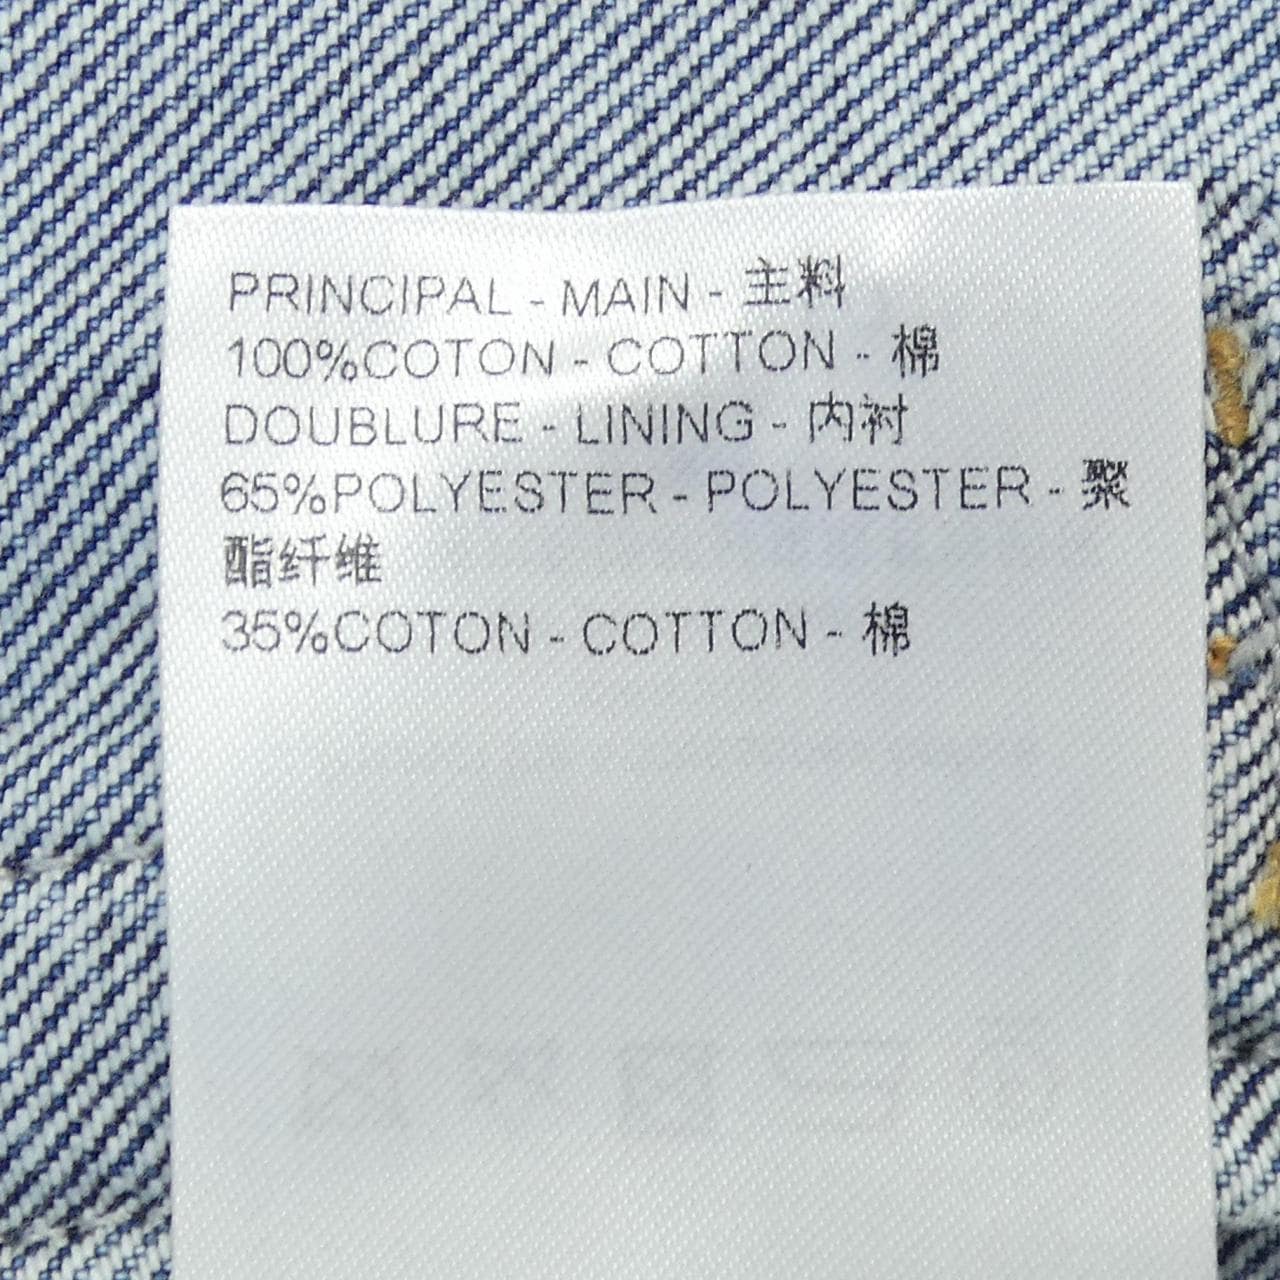 PRINCIPAL - MAIN - 主料
100%COTON - COTTON - 棉
DOUBLURE - LINING - 内衬
65%POLYESTER - POLYESTER - 聚
酯纤维
35%COTON - COTTON - 棉